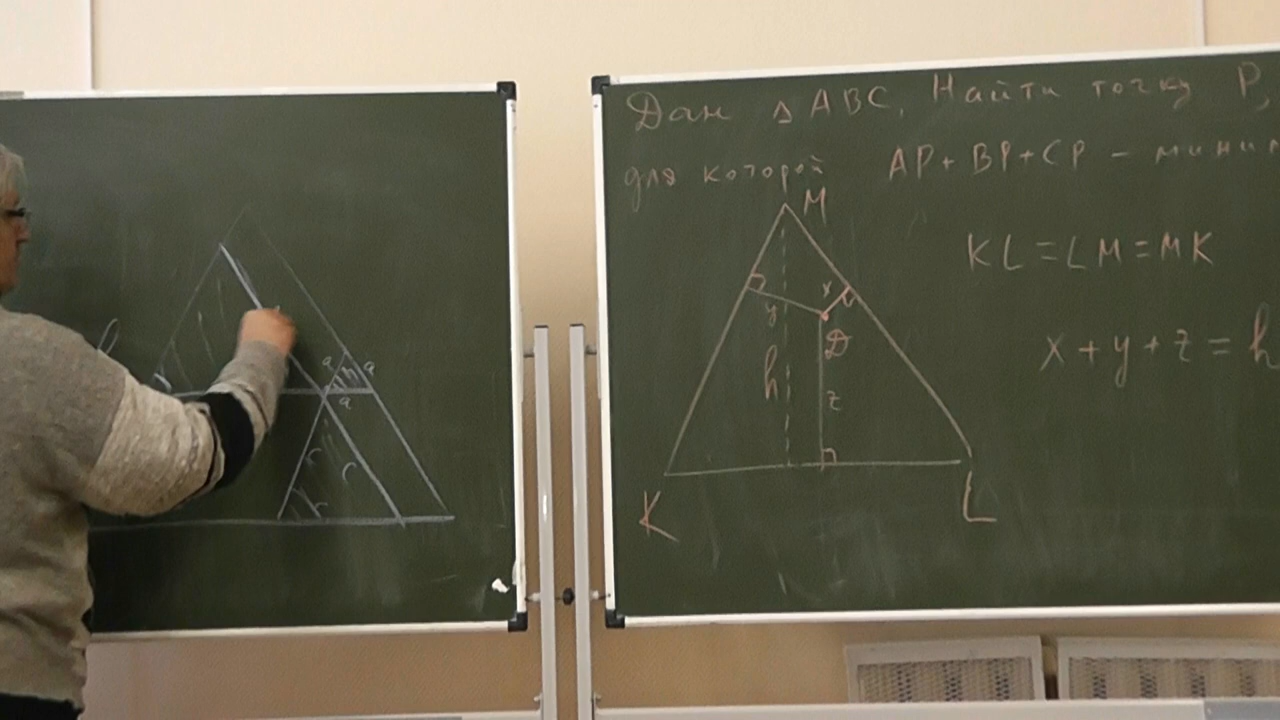 Дан △ABC. Найти точку P,
для которой AP+BP+CP - миним
M
KL=LM=MK
x
y
D
x+y+z=h
h
z
K
L
a
a
a